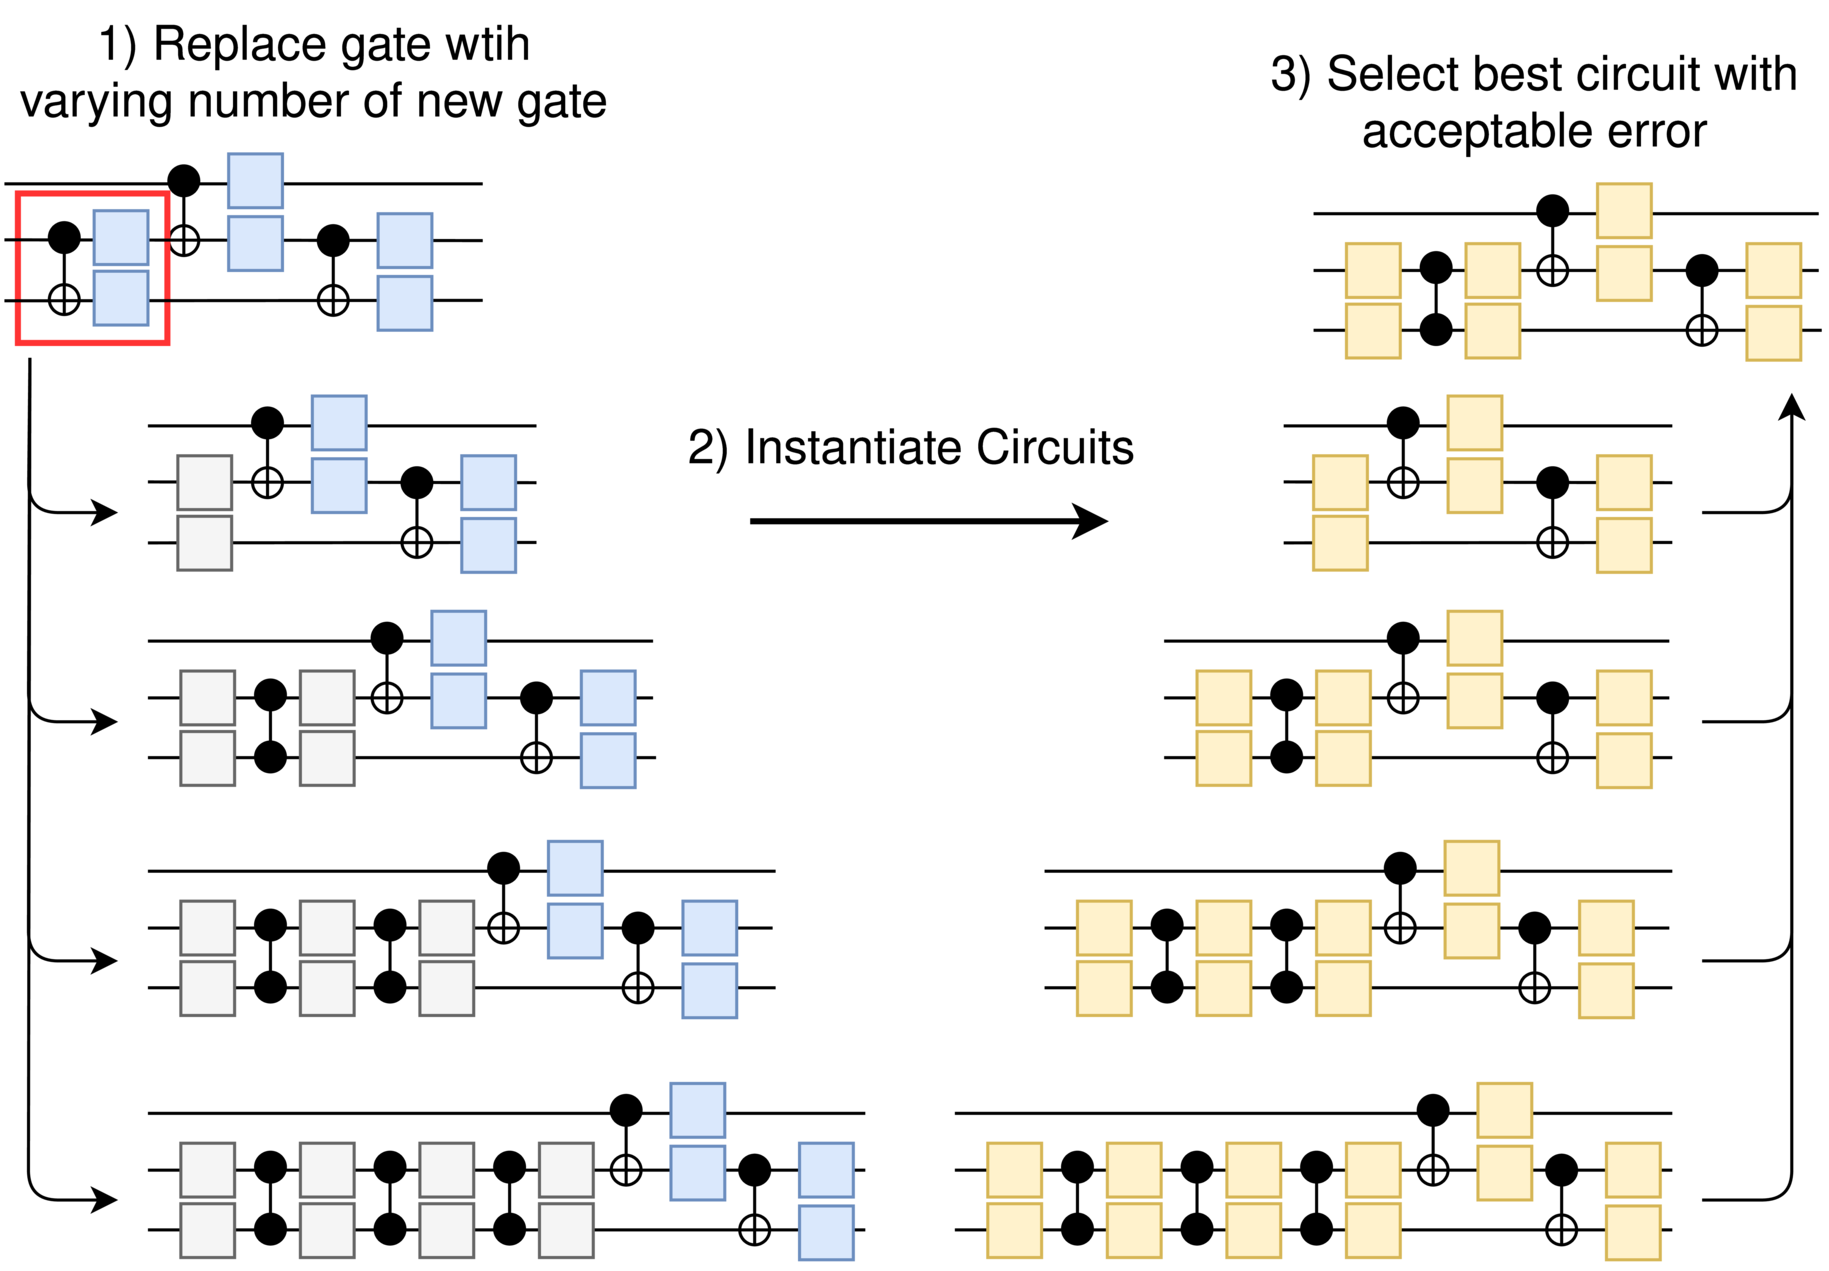 1) Replace gate wtih
varying number of new gate
2) Instantiate Circuits
3) Select best circuit with
acceptable error